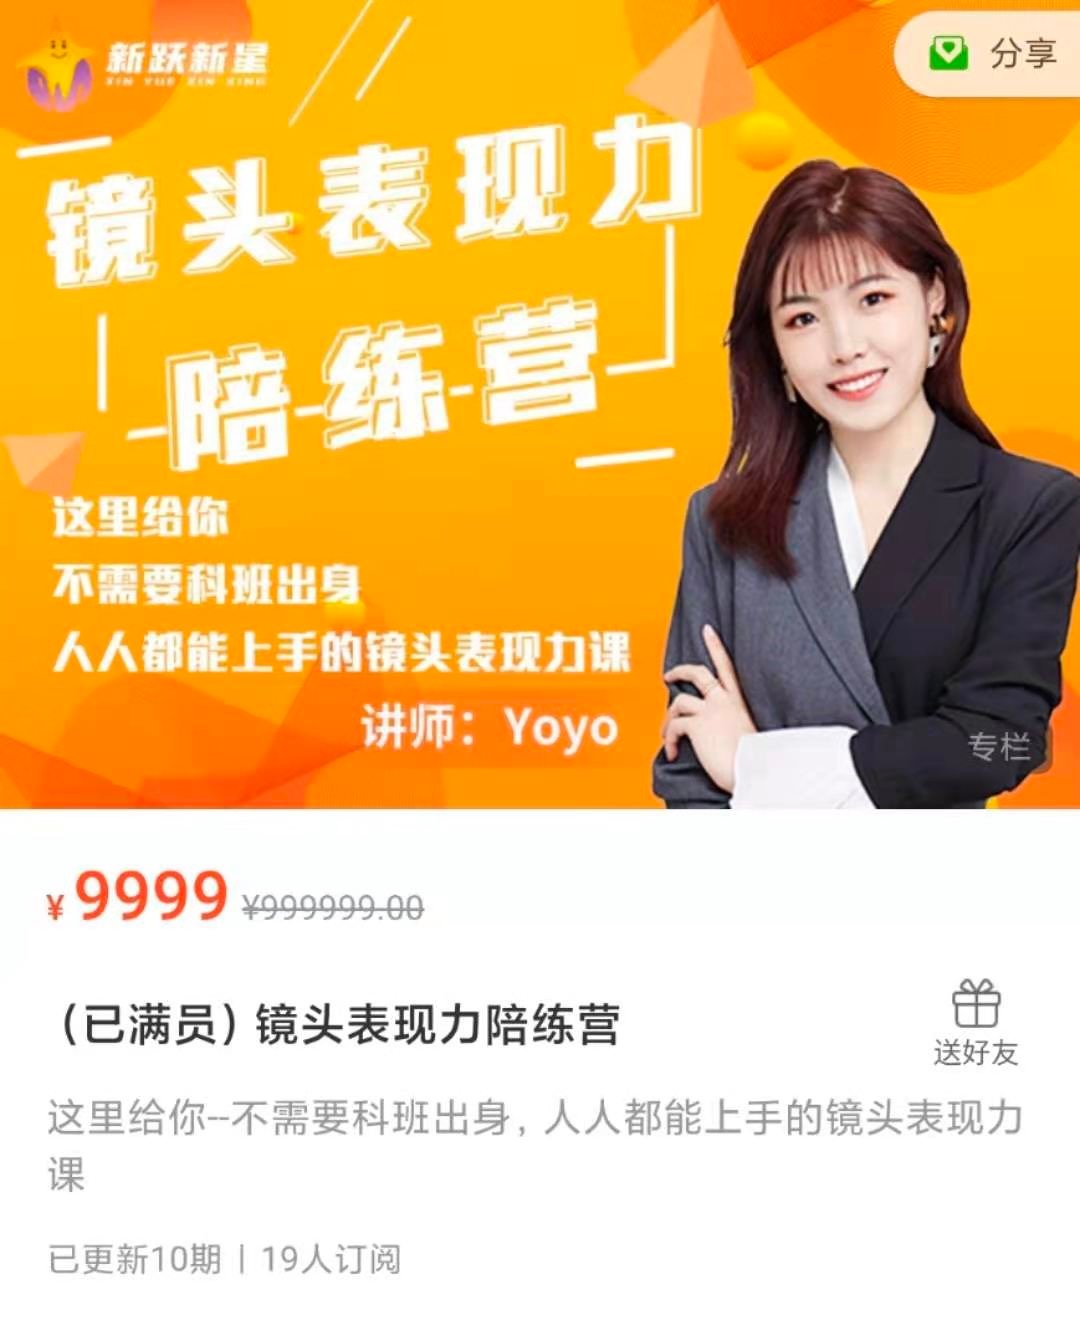 新跃新星
XIN YUE XIN XING
分享
镜头表现力
陪练营
这里给你
不需要科班出身
人人都能上手的镜头表现力课
讲师：Yoyo
专栏
¥9999 ¥999999.00
（已满员）镜头表现力陪练营
送好友
这里给你--不需要科班出身，人人都能上手的镜头表现力
课
已更新10期 | 19人订阅